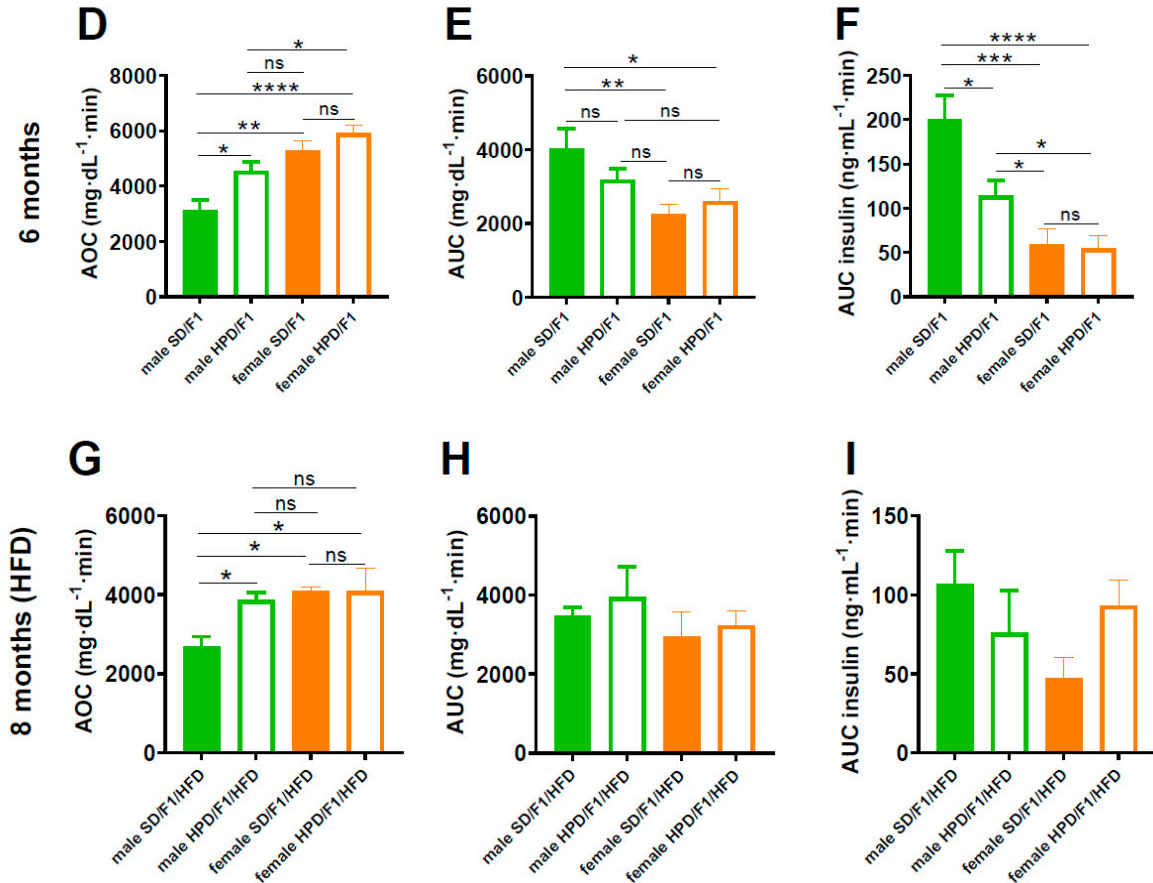 D
E
F
6 months
AOC (mg·dL⁻¹·min)
8000
6000
4000
2000
0
*
ns
****
ns
**
*
male SD/F1
male HPD/F1
female SD/F1
female HPD/F1
AUC (mg·dL⁻¹·min)
6000
4000
2000
0
*
**
ns
ns
ns
ns
male SD/F1
male HPD/F1
female SD/F1
female HPD/F1
AUC insulin (ng·mL⁻¹·min)
250
200
150
100
50
0
****
***
*
*
*
ns
male SD/F1
male HPD/F1
female SD/F1
female HPD/F1
G
H
I
8 months (HFD)
AOC (mg·dL⁻¹·min)
6000
4000
2000
0
ns
ns
*
*
ns
*
male SD/F1/HFD
male HPD/F1/HFD
female SD/F1/HFD
female HPD/F1/HFD
AUC (mg·dL⁻¹·min)
6000
4000
2000
0
male SD/F1/HFD
male HPD/F1/HFD
female SD/F1/HFD
female HPD/F1/HFD
AUC insulin (ng·mL⁻¹·min)
150
100
50
0
male SD/F1/HFD
male HPD/F1/HFD
female SD/F1/HFD
female HPD/F1/HFD